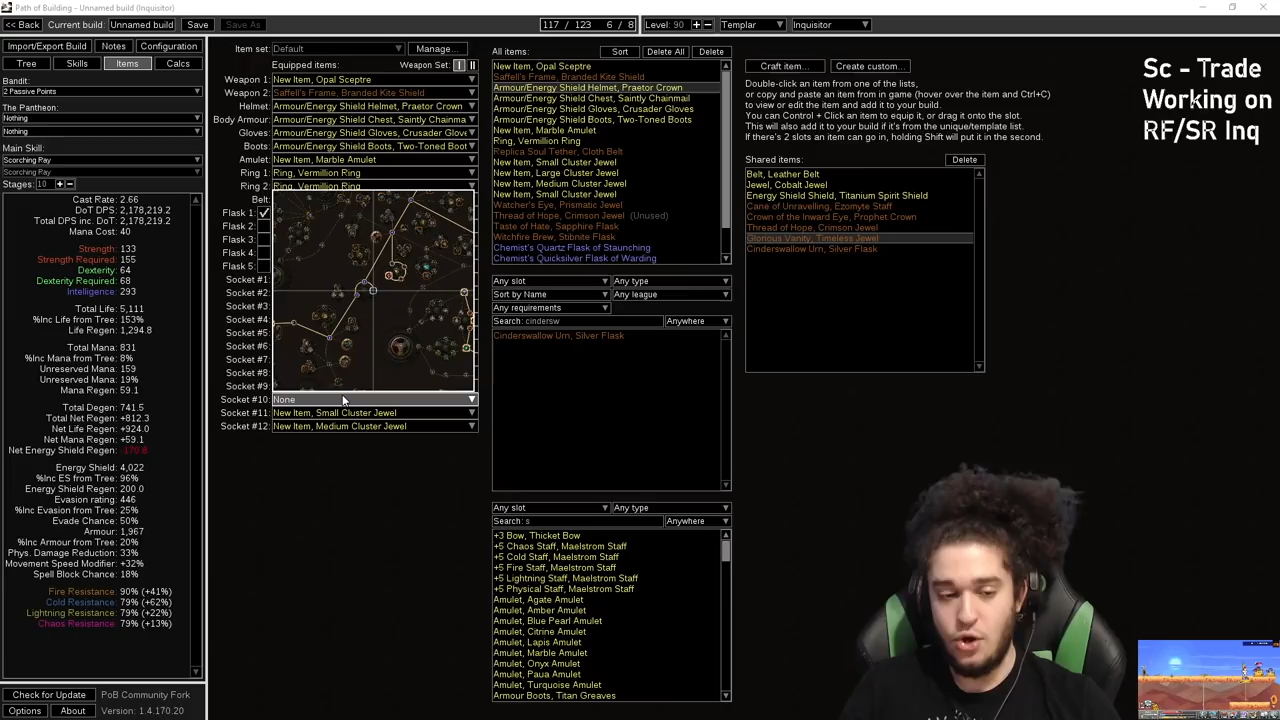 Path of Building - Unnamed build (Inquisitor)
<< Back
Current build:
Unnamed build
Save
Save As
117 / 123 6 / 8
Level: 90
Templar
Inquisitor
Import/Export Build
Notes
Configuration
Tree
Skills
Items
Calcs
Bandit:
2 Passive Points
The Pantheon:
Nothing
Nothing
Main Skill:
Scorching Ray
Scorching Ray
Stages: 10
Cast Rate: 2.66
DoT DPS: 2,178,219.2
Total DPS inc. DoT: 2,178,219.2
Mana Cost: 40
Strength: 133
Strength Required: 155
Dexterity: 64
Dexterity Required: 68
Intelligence: 293
Total Life: 5,111
%Inc Life from Tree: 153%
Life Regen: 1,294.8
Total Mana: 831
%Inc Mana from Tree: 8%
Unreserved Mana: 159
Unreserved Mana: 19%
Mana Regen: 59.1
Total Degen: 741.5
Total Net Regen: +812.3
Net Life Regen: +924.0
Net Mana Regen: +59.1
Net Energy Shield Regen: -170.8
Energy Shield: 4,022
%Inc ES from Tree: 96%
Energy Shield Regen: 200.0
Evasion rating: 446
%Inc Evasion from Tree: 25%
Evade Chance: 50%
Armour: 1,967
%Inc Armour from Tree: 20%
Phys. Damage Reduction: 33%
Movement Speed Modifier: +32%
Spell Block Chance: 18%
Fire Resistance: 90% (+41%)
Cold Resistance: 79% (+62%)
Lightning Resistance: 79% (+22%)
Chaos Resistance: 79% (+13%)
Check for Update
PoB Community Fork
Options
About
Version: 1.4.170.20
Item set:
Default
Manage...
Equipped items:
Weapon Set: I II
Weapon 1: New Item, Opal Sceptre
Weapon 2: Saffell's Frame, Branded Kite Shield
Helmet: Armour/Energy Shield Helmet, Praetor Crown
Body Armour: Armour/Energy Shield Chest, Saintly Chainma
Gloves: Armour/Energy Shield Gloves, Crusader Glove
Boots: Armour/Energy Shield Boots, Two-Toned Boot
Amulet: New Item, Marble Amulet
Ring 1: Ring, Vermillion Ring
Ring 2: Ring, Vermillion Ring
Belt:
Flask 1:
Flask 2:
Flask 3:
Flask 4:
Flask 5:
Socket #1:
Socket #2:
Socket #3:
Socket #4:
Socket #5:
Socket #6:
Socket #7:
Socket #8:
Socket #9:
Socket #10: None
Socket #11: New Item, Small Cluster Jewel
Socket #12: New Item, Medium Cluster Jewel
All items:
Sort
Delete All
Delete
New Item, Opal Sceptre
Saffell's Frame, Branded Kite Shield
Armour/Energy Shield Helmet, Praetor Crown
Armour/Energy Shield Chest, Saintly Chainmail
Armour/Energy Shield Gloves, Crusader Gloves
Armour/Energy Shield Boots, Two-Toned Boots
New Item, Marble Amulet
Ring, Vermillion Ring
Replica Soul Tether, Cloth Belt
New Item, Small Cluster Jewel
New Item, Large Cluster Jewel
New Item, Medium Cluster Jewel
New Item, Small Cluster Jewel
Watcher's Eye, Prismatic Jewel
Thread of Hope, Crimson Jewel (Unused)
Taste of Hate, Sapphire Flask
Witchfire Brew, Stibnite Flask
Chemist's Quartz Flask of Staunching
Chemist's Quicksilver Flask of Warding
Any slot
Any type
Sort by Name
Any league
Any requirements
Search: cindersw
Anywhere
Cinderswallow Urn, Silver Flask
Any slot
Any type
Search: s
Anywhere
+3 Bow, Thicket Bow
+5 Chaos Staff, Maelstrom Staff
+5 Cold Staff, Maelstrom Staff
+5 Fire Staff, Maelstrom Staff
+5 Lightning Staff, Maelstrom Staff
+5 Physical Staff, Maelstrom Staff
Amulet, Agate Amulet
Amulet, Amber Amulet
Amulet, Blue Pearl Amulet
Amulet, Citrine Amulet
Amulet, Jade Amulet
Amulet, Lapis Amulet
Amulet, Marble Amulet
Amulet, Onyx Amulet
Amulet, Paua Amulet
Amulet, Turquoise Amulet
Armour Boots, Titan Greaves
Craft item...
Create custom...
Double-click an item from one of the lists,
or copy and paste an item from in game (hover over the item and Ctrl+C)
to view or edit the item and add it to your build.
You can Control + Click an item to equip it, or drag it onto the slot.
This will also add it to your build if it's from the unique/template list.
If there's 2 slots an item can go in, holding Shift will put it in the second.
Shared items:
Delete
Belt, Leather Belt
Jewel, Cobalt Jewel
Energy Shield Shield, Titanium Spirit Shield
Cane of Unravelling, Ezomyte Staff
Crown of the Inward Eye, Prophet Crown
Thread of Hope, Crimson Jewel
Glorious Vanity, Timeless Jewel
Cinderswallow Urn, Silver Flask
Sc - Trade
Working on
RF/SR Inq